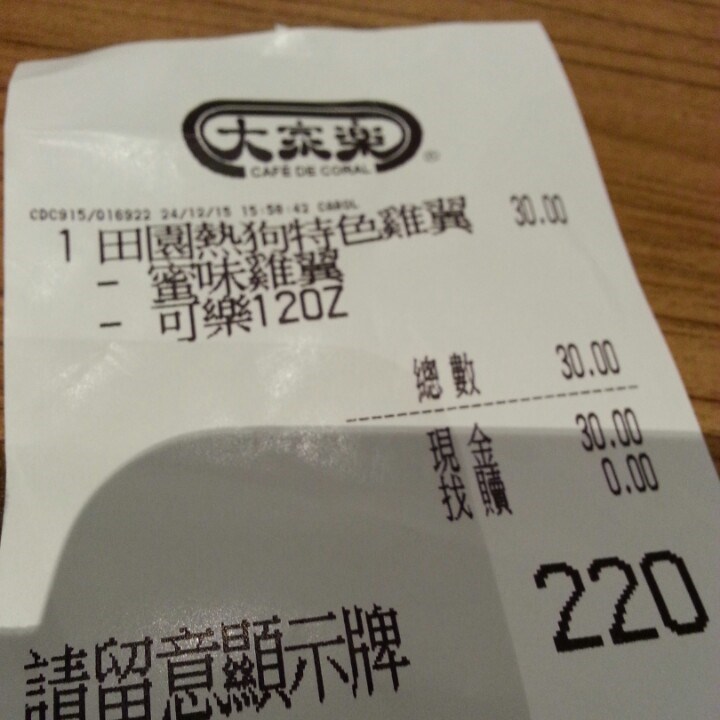 大家樂®
CAFÉ DE CORAL
CDC915/016922 24/12/15 15:58:42 CAROL
1 田園熱狗特色雞翼 30.00
- 蜜味雞翼
- 可樂12OZ
總數 30.00
現金 30.00
找贖 0.00
220
請留意顯示牌